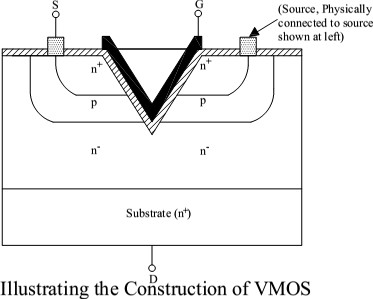 S
G
(Source, Physically
connected to source
shown at left)
n+
n+
p
p
n-
n-
Substrate (n+)
D
Illustrating the Construction of VMOS